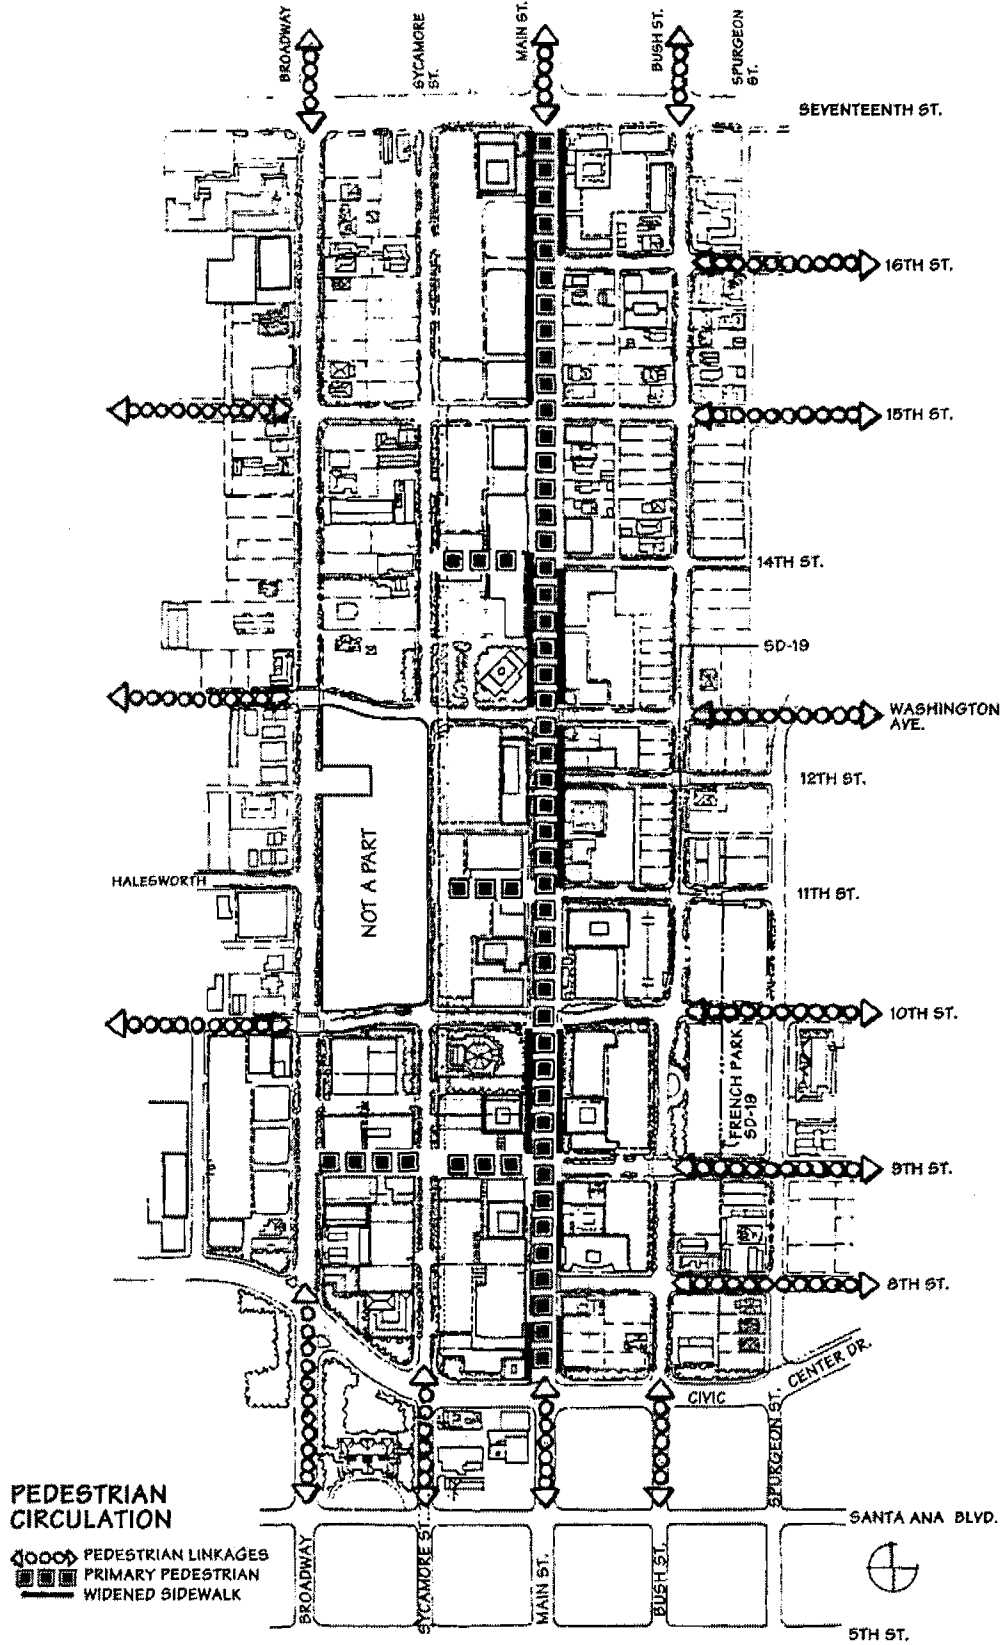 BROADWAY
SYCAMORE
ST.
MAIN ST.
BUSH ST.
SPURGEON
ST.
SEVENTEENTH ST.
16TH ST.
15TH ST.
14TH ST.
SD-19
WASHINGTON
AVE.
12TH ST.
NOT A PART
HALESWORTH
11TH ST.
10TH ST.
FRENCH PARK
SD-19
9TH ST.
8TH ST.
CENTER DR.
CIVIC
SPURGEON ST.
PEDESTRIAN
CIRCULATION
PEDESTRIAN LINKAGES
PRIMARY PEDESTRIAN
WIDENED SIDEWALK
SANTA ANA BLVD.
BROADWAY
SYCAMORE ST.
MAIN ST.
BUSH ST.
5TH ST.